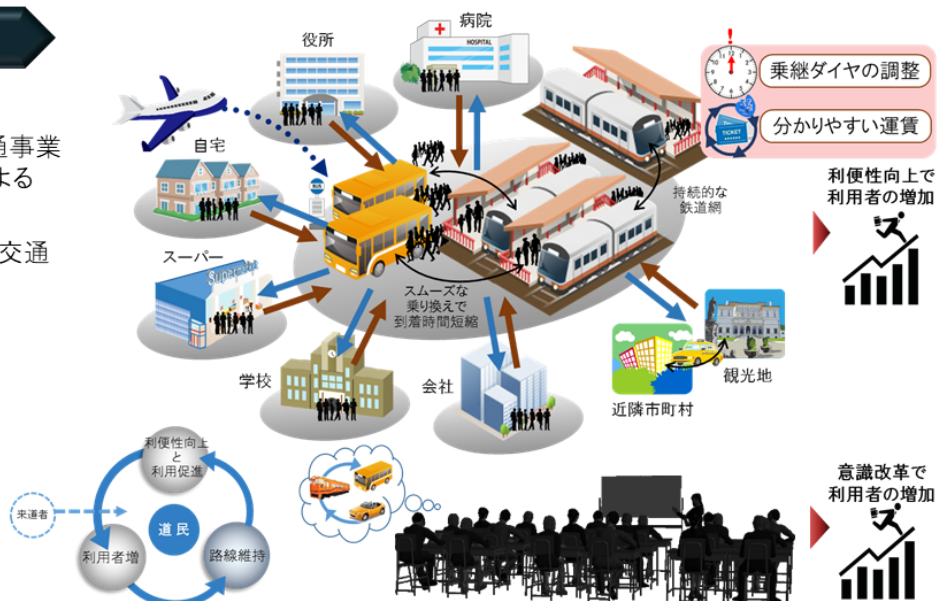 病院
役所
HOSPITAL
乗継ダイヤの調整
TICKET
分かりやすい運賃
通事業
よる
交通
自宅
BUS
利便性向上で
利用者の増加
持続的な
鉄道網
スーパー
Supermarket
スムーズな
乗り換えで
到着時間短縮
学校
会社
観光地
近隣市町村
利便性向上
と
利用促進
来道者
道民
利用者増
路線維持
意識改革で
利用者の増加